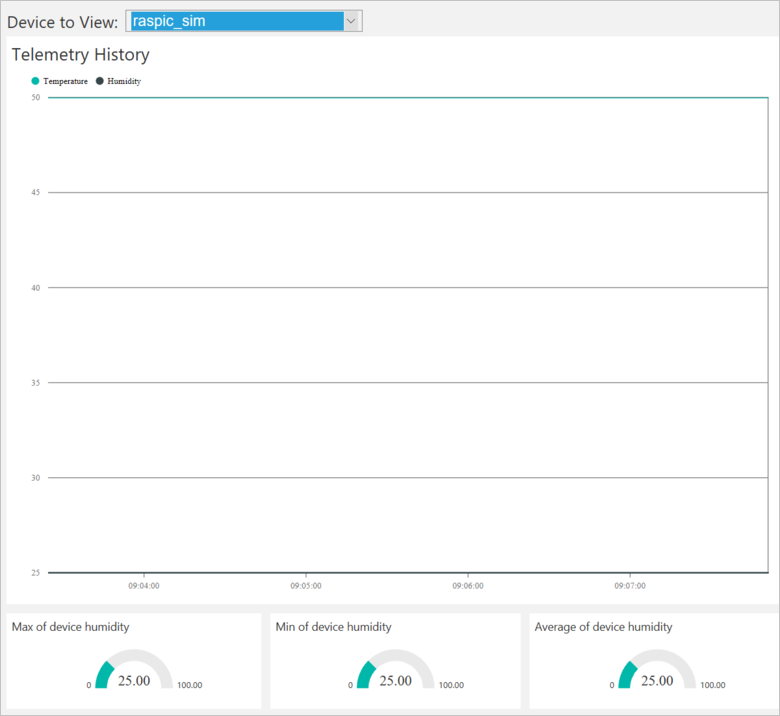 Device to View: raspic_sim
Telemetry History
Temperature Humidity
50
45
40
35
30
25
09:04:00 09:05:00 09:06:00 09:07:00
Max of device humidity
0 25.00 100.00
Min of device humidity
0 25.00 100.00
Average of device humidity
0 25.00 100.00